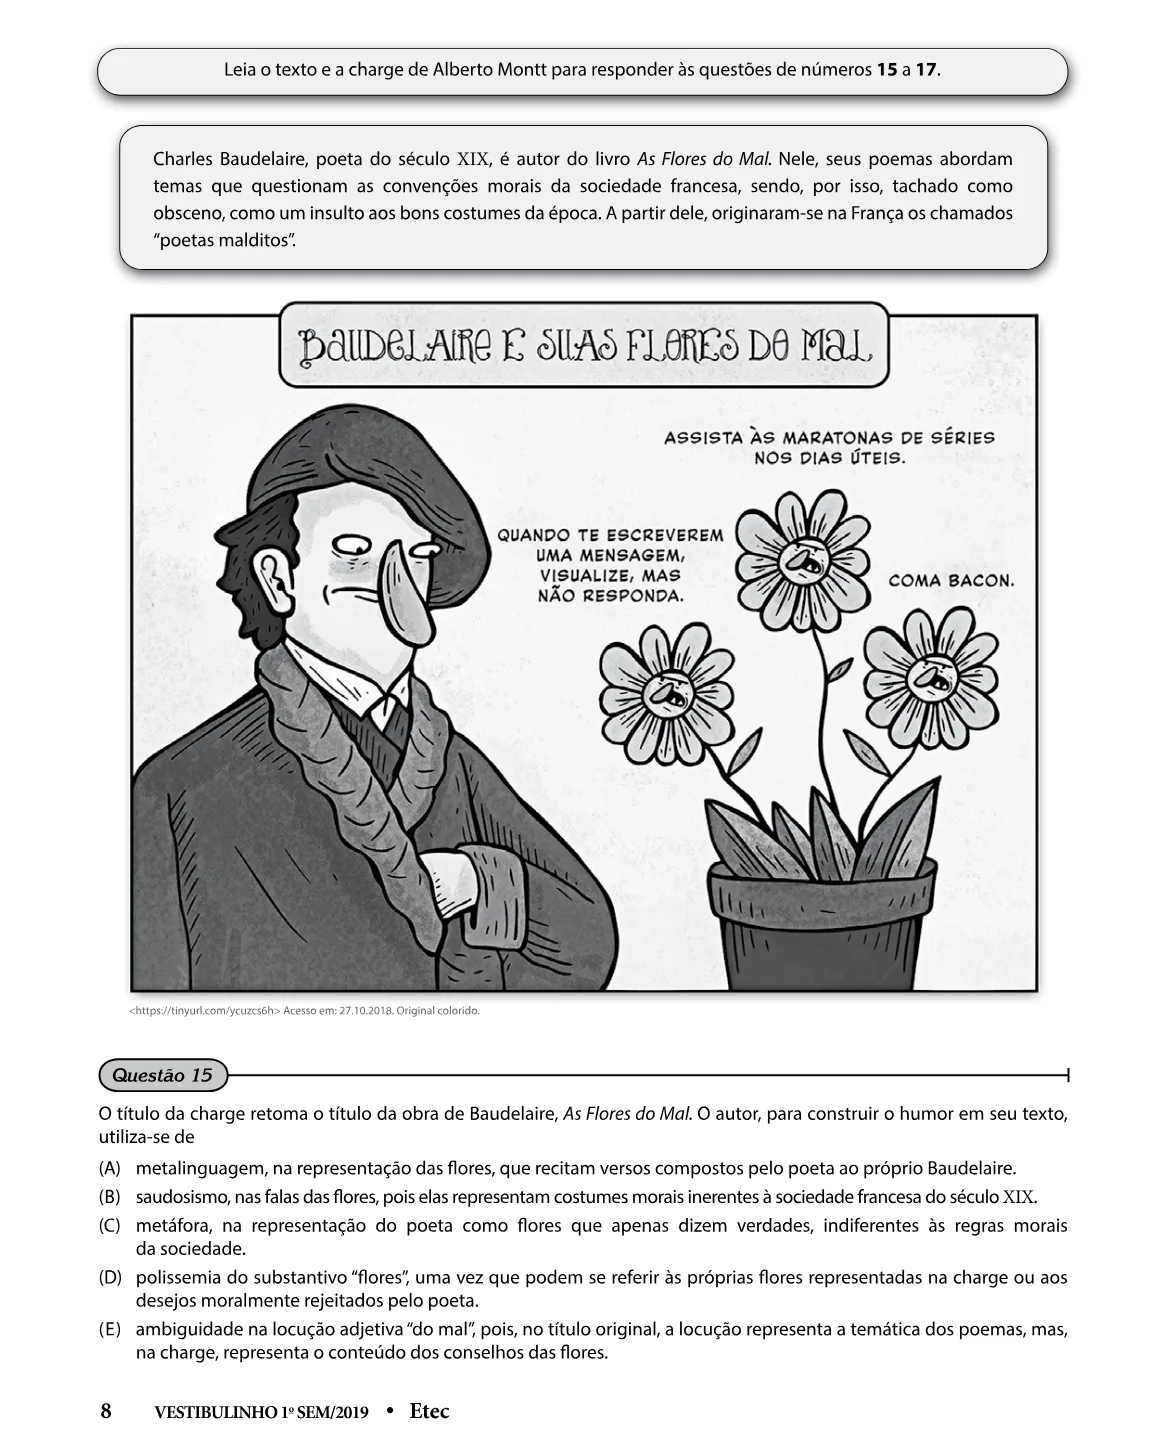 Leia o texto e a charge de Alberto Montt para responder às questões de números 15 a 17.
Charles Baudelaire, poeta do século XIX, é autor do livro As Flores do Mal. Nele, seus poemas abordam
temas que questionam as convenções morais da sociedade francesa, sendo, por isso, tachado como
obsceno, como um insulto aos bons costumes da época. A partir dele, originaram-se na França os chamados
“poetas malditos”.
BAUDELAIRE E SUAS FLORES DO MAL
ASSISTA ÀS MARATONAS DE SÉRIES
NOS DIAS ÚTEIS.
QUANDO TE ESCREVEREM
UMA MENSAGEM,
VISUALIZE, MAS
NÃO RESPONDA.
COMA BACON.
<https://tinyurl.com/ycuzcs6h> Acesso em: 27.10.2018. Original colorido.
Questão 15
O título da charge retoma o título da obra de Baudelaire, As Flores do Mal. O autor, para construir o humor em seu texto,
utiliza-se de
(A) metalinguagem, na representação das flores, que recitam versos compostos pelo poeta ao próprio Baudelaire.
(B) saudosismo, nas falas das flores, pois elas representam costumes morais inerentes à sociedade francesa do século XIX.
(C) metáfora, na representação do poeta como flores que apenas dizem verdades, indiferentes às regras morais
da sociedade.
(D) polissemia do substantivo “flores”, uma vez que podem se referir às próprias flores representadas na charge ou aos
desejos moralmente rejeitados pelo poeta.
(E) ambiguidade na locução adjetiva “do mal”, pois, no título original, a locução representa a temática dos poemas, mas,
na charge, representa o conteúdo dos conselhos das flores.
8 VESTIBULINHO 1º SEM/2019 • Etec